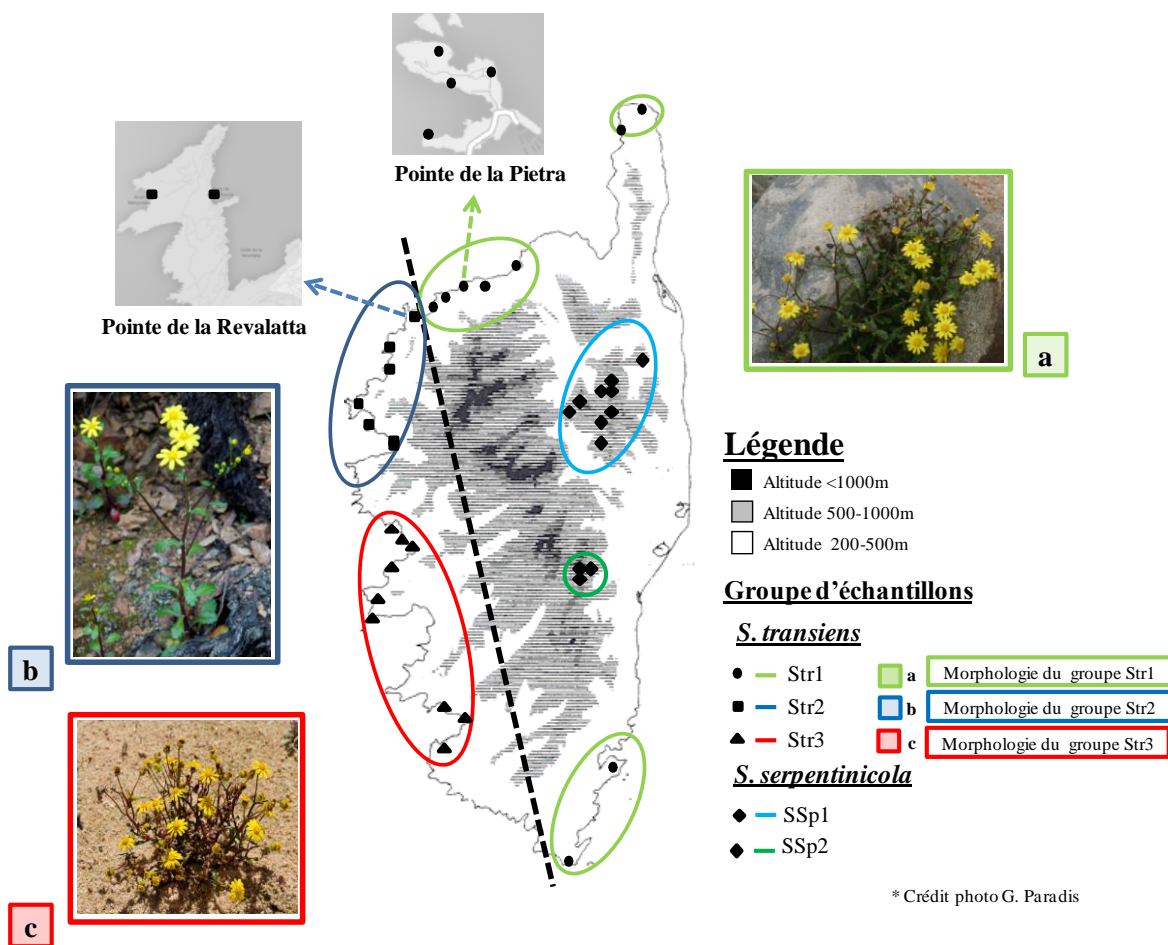 Pointe de la Pietra
Pointe de la Revalatta
a
b
c
Légende
Altitude <1000m
Altitude 500-1000m
Altitude 200-500m
Groupe d'échantillons
S. transiens
Str1
Str2
Str3
a Morphologie du groupe Str1
b Morphologie du groupe Str2
c Morphologie du groupe Str3
S. serpentinicola
SSp1
SSp2
* Crédit photo G. Paradis